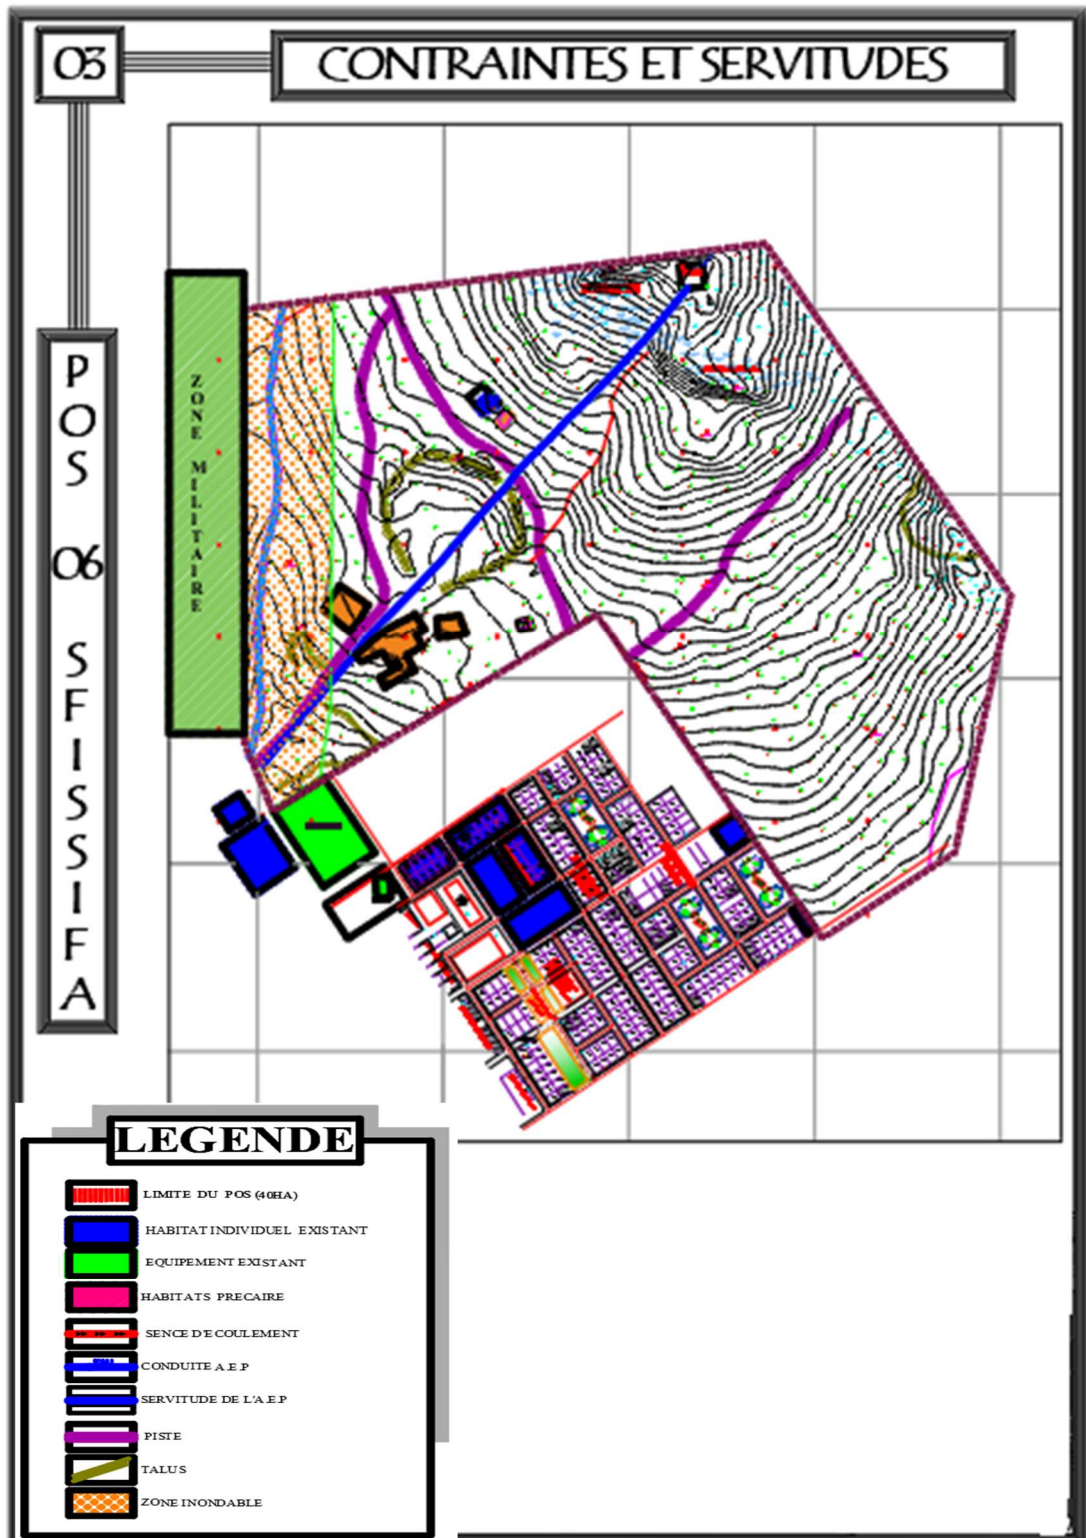 03
CONTRAINTES ET SERVITUDES
POS 06 SFISSIFA
ZONE MILITAIRE
LEGENDE
LIMITE DU POS (40HA)
HABITAT INDIVIDUEL EXISTANT
EQUIPEMENT EXISTANT
HABITATS PRECAIRE
SENCE D'ECOULEMENT
CONDUITE A.E.P
SERVITUDE DE L'A.E.P
PISTE
TALUS
ZONE INONDABLE